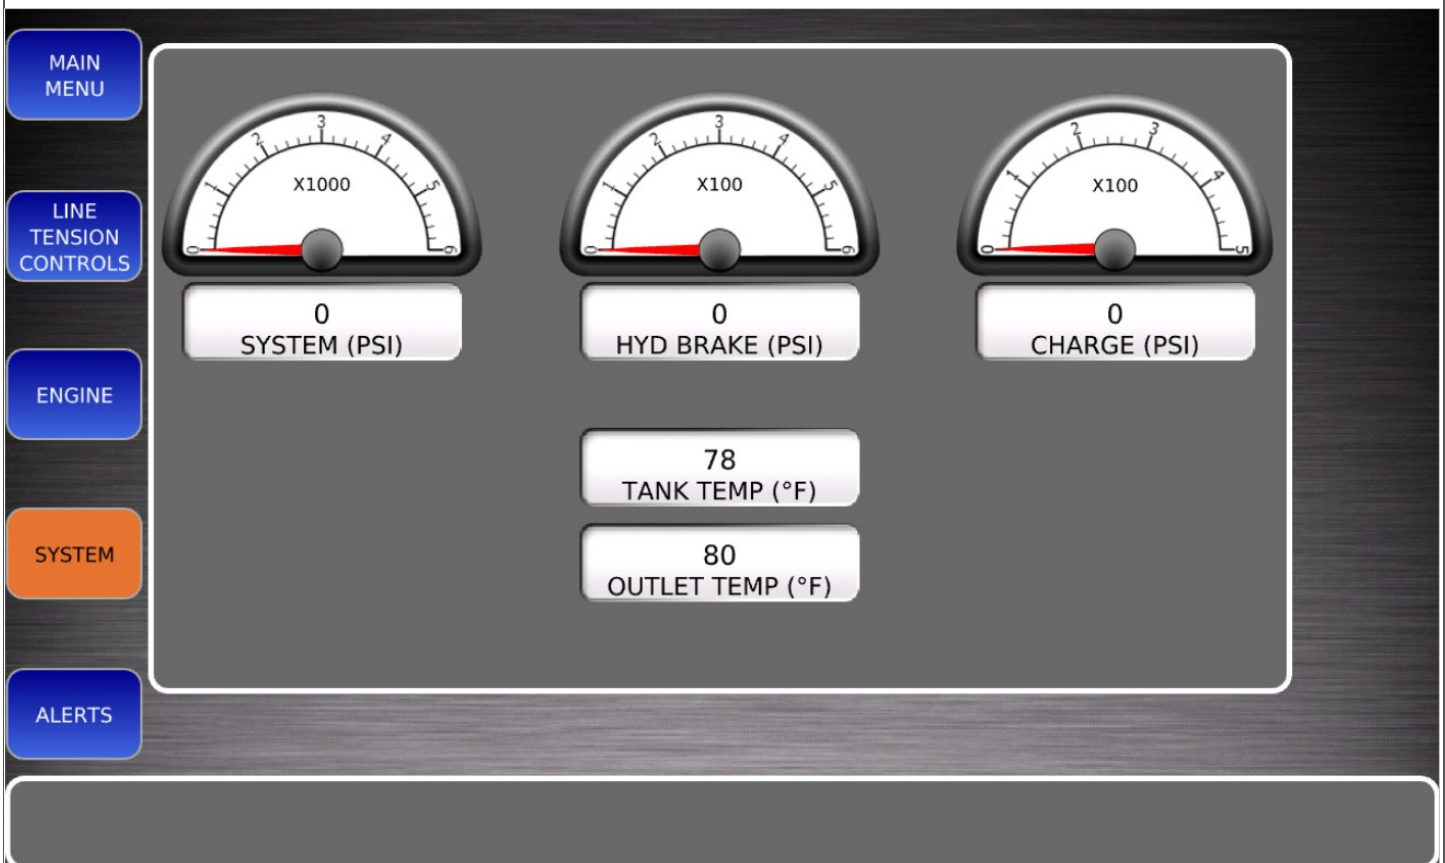 MAIN
MENU
LINE
TENSION
CONTROLS
ENGINE
SYSTEM
ALERTS
0
1
2
3
4
5
6
X1000
0
SYSTEM (PSI)
0
1
2
3
4
5
6
X100
0
HYD BRAKE (PSI)
0
1
2
3
4
5
X100
0
CHARGE (PSI)
78
TANK TEMP (°F)
80
OUTLET TEMP (°F)